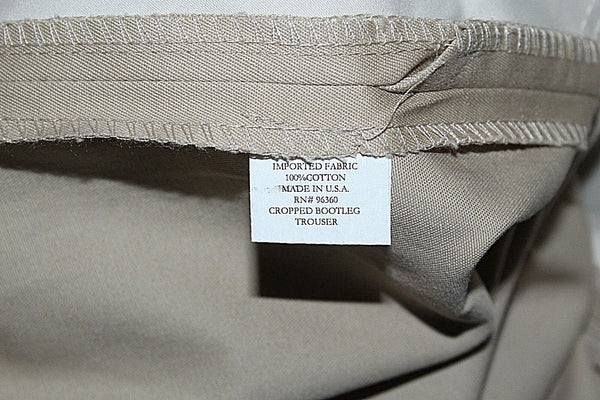 IMPORTED FABRIC
100%COTTON
MADE IN U.S.A.
RN# 96360
CROPPED BOOTLEG
TROUSER